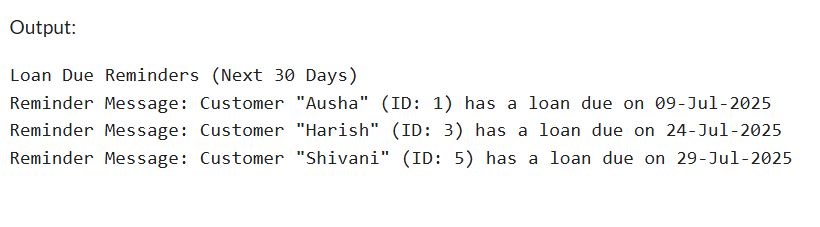 Output:
Loan Due Reminders (Next 30 Days)
Reminder Message: Customer "Ausha" (ID: 1) has a loan due on 09-Jul-2025
Reminder Message: Customer "Harish" (ID: 3) has a loan due on 24-Jul-2025
Reminder Message: Customer "Shivani" (ID: 5) has a loan due on 29-Jul-2025